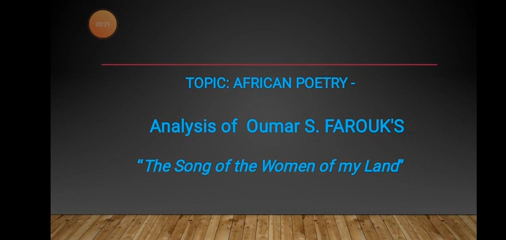 TOPIC: AFRICAN POETRY -
Analysis of Oumar S. FAROUK'S
"The Song of the Women of my Land"